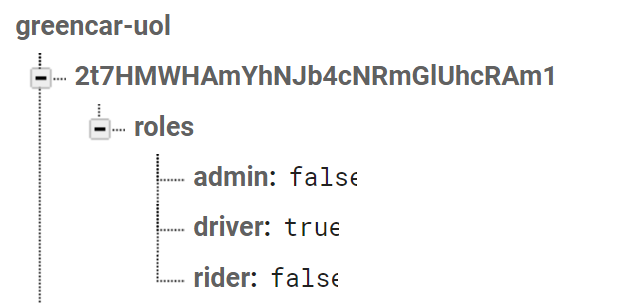 greencar-uol
2t7HMWHAmYhNJb4cNRmGlUhcRAm1
roles
admin: false
driver: true
rider: false